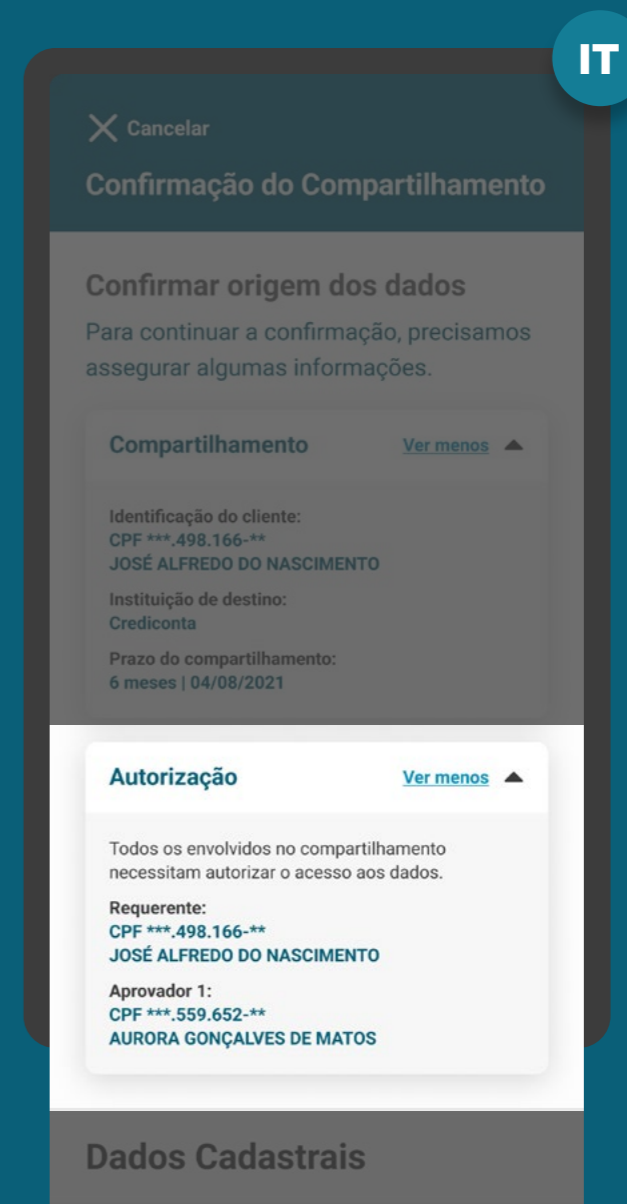 IT
Cancelar
Confirmação do Compartilhamento
Confirmar origem dos dados
Para continuar a confirmação, precisamos
assegurar algumas informações.
Compartilhamento Ver menos
Identificação do cliente:
CPF ***.498.166-**
JOSÉ ALFREDO DO NASCIMENTO
Instituição de destino:
Crediconta
Prazo do compartilhamento:
6 meses | 04/08/2021
Autorização Ver menos
Todos os envolvidos no compartilhamento
necessitam autorizar o acesso aos dados.
Requerente:
CPF ***.498.166-**
JOSÉ ALFREDO DO NASCIMENTO
Aprovador 1:
CPF ***.559.652-**
AURORA GONÇALVES DE MATOS
Dados Cadastrais